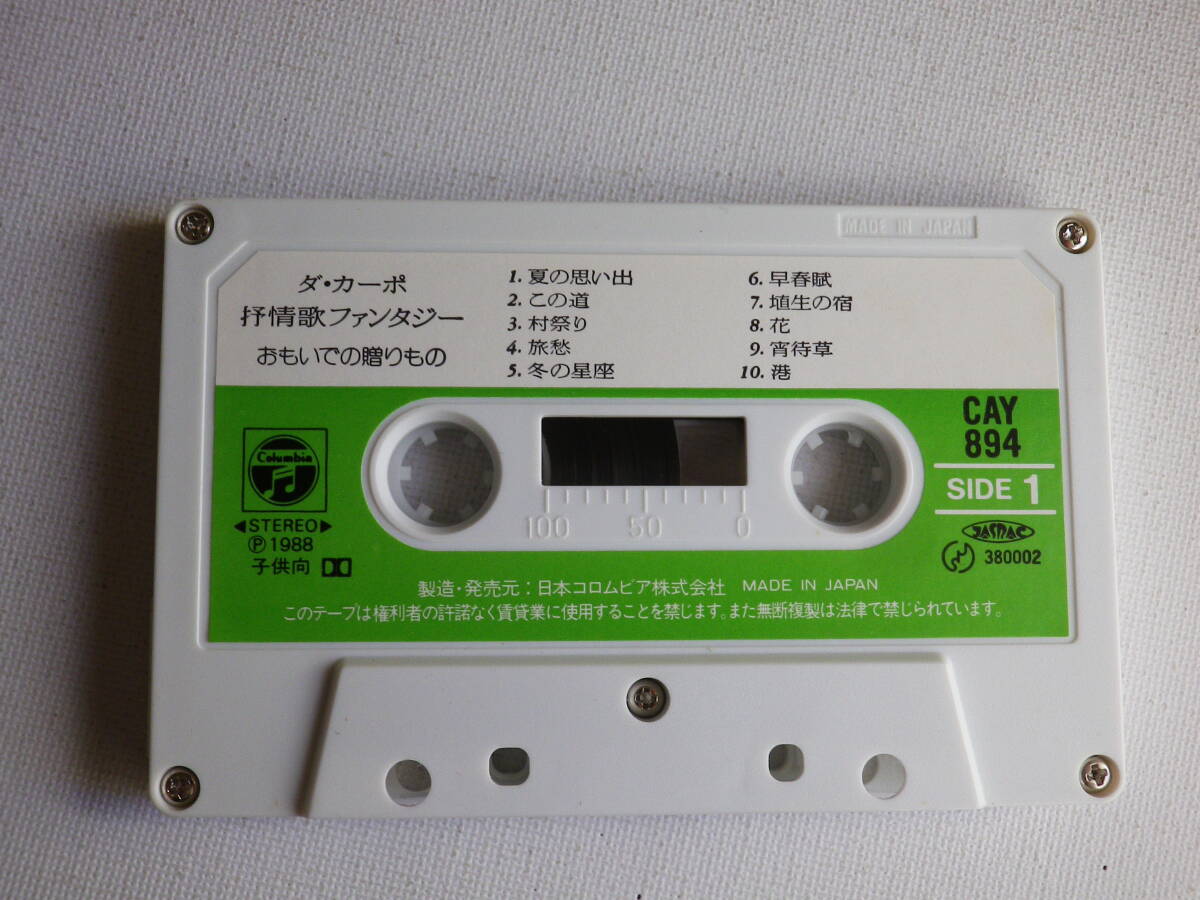 MADE IN JAPAN
ダ・カーポ
抒情歌ファンタジー
おもいでの贈りもの
1. 夏の思い出
2. この道
3. 村祭り
4. 旅愁
5. 冬の星座
6. 早春賦
7. 埴生の宿
8. 花
9. 宵待草
10. 港
Columbia
◀STEREO▶
Ⓟ1988
子供向
100 50 0
CAY
894
SIDE 1
JASRAC
380002
製造・発売元：日本コロムビア株式会社 MADE IN JAPAN
このテープは権利者の許諾なく賃貸業に使用することを禁じます。また無断複製は法律で禁じられています。